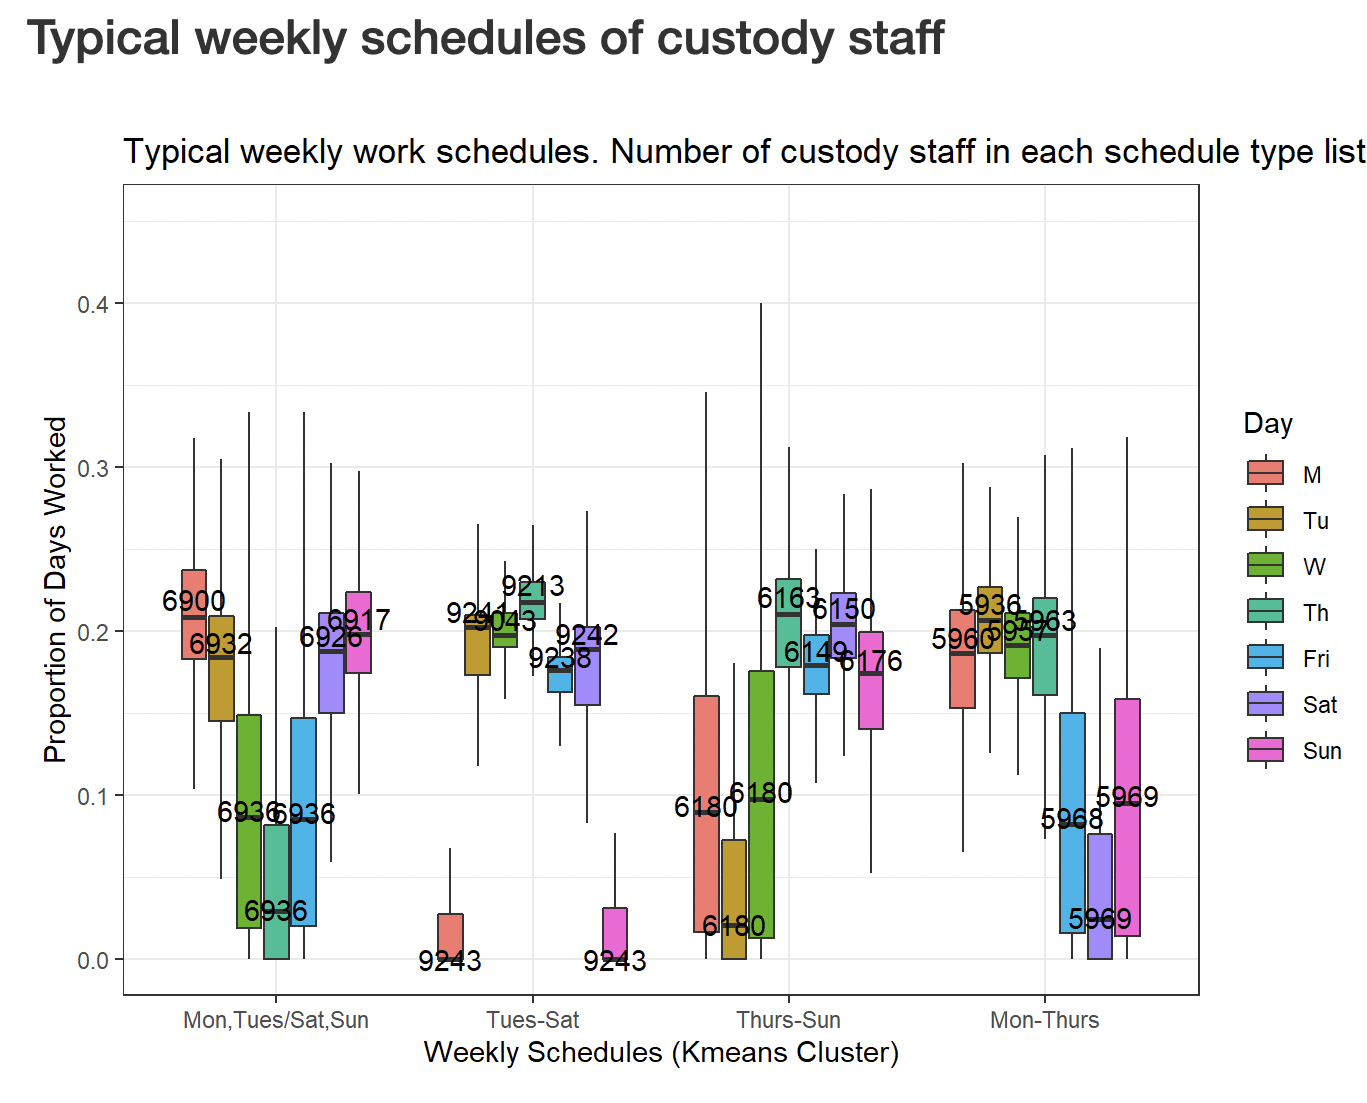 Typical weekly schedules of custody staff
Typical weekly work schedules. Number of custody staff in each schedule type list
Proportion of Days Worked
0.4
0.3
0.2
0.1
0.0
6900
6932
6936
6936
6936
6926
6917
9243
9241
9043
9213
9238
9242
9243
6180
6180
6180
6163
6149
6150
6176
5960
5936
5963
5968
5969
5969
Mon,Tues/Sat,Sun
Tues-Sat
Thurs-Sun
Mon-Thurs
Weekly Schedules (Kmeans Cluster)
Day
M
Tu
W
Th
Fri
Sat
Sun